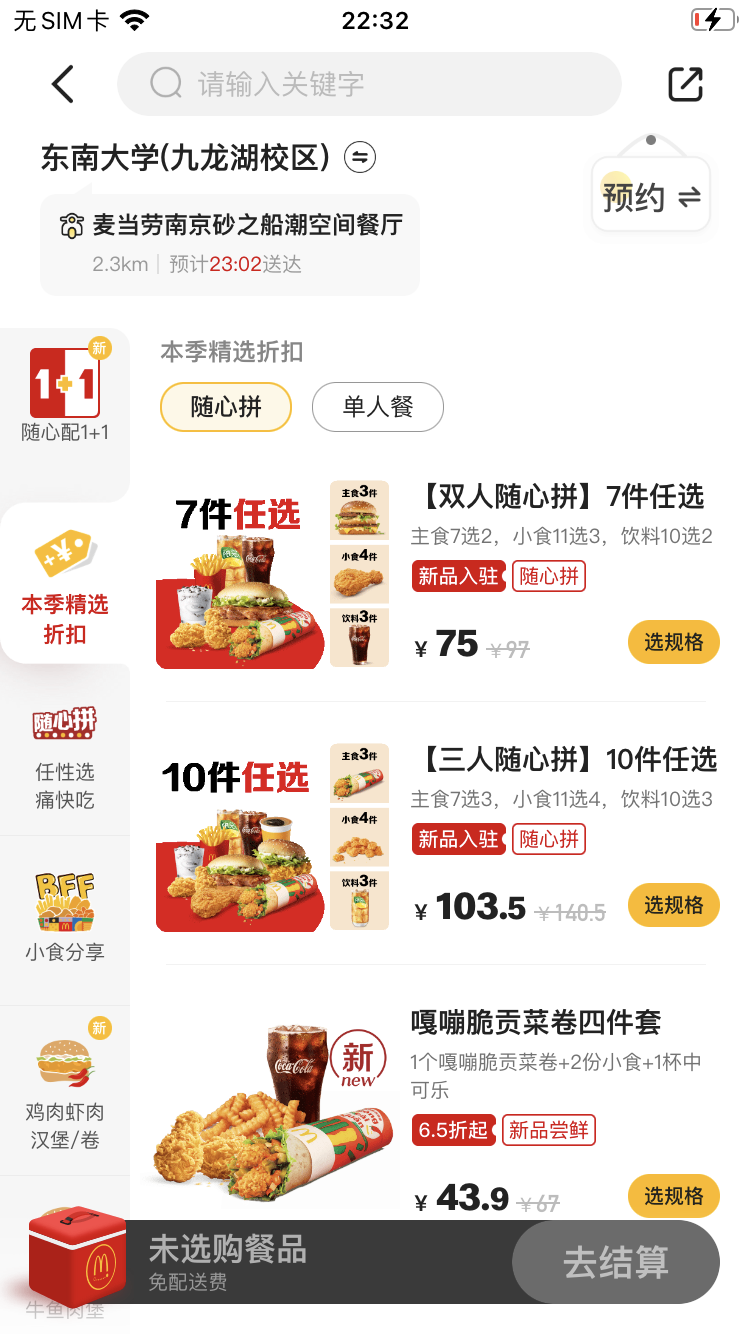 无SIM卡
22:32
请输入关键字
东南大学(九龙湖校区)
预约
麦当劳南京砂之船潮空间餐厅
2.3km 预计23:02送达
新
1+1
随心配1+1
本季精选
折扣
随心拼
任性选
痛快吃
BFF
小食分享
新
鸡肉虾肉
汉堡/卷
牛鱼肉堡
本季精选折扣
随心拼
单人餐
7件任选
主食3件
小食4件
饮料3件
【双人随心拼】7件任选
主食7选2，小食11选3，饮料10选2
新品入驻
随心拼
¥ 75 ¥97
选规格
10件任选
主食3件
小食4件
饮料3件
【三人随心拼】10件任选
主食7选3，小食11选4，饮料10选3
新品入驻
随心拼
¥ 103.5 ¥140.5
选规格
Coca-Cola
新
new
嘎嘣脆贡菜卷四件套
1个嘎嘣脆贡菜卷+2份小食+1杯中
可乐
6.5折起
新品尝鲜
¥ 43.9 ¥67
选规格
未选购餐品
免配送费
去结算